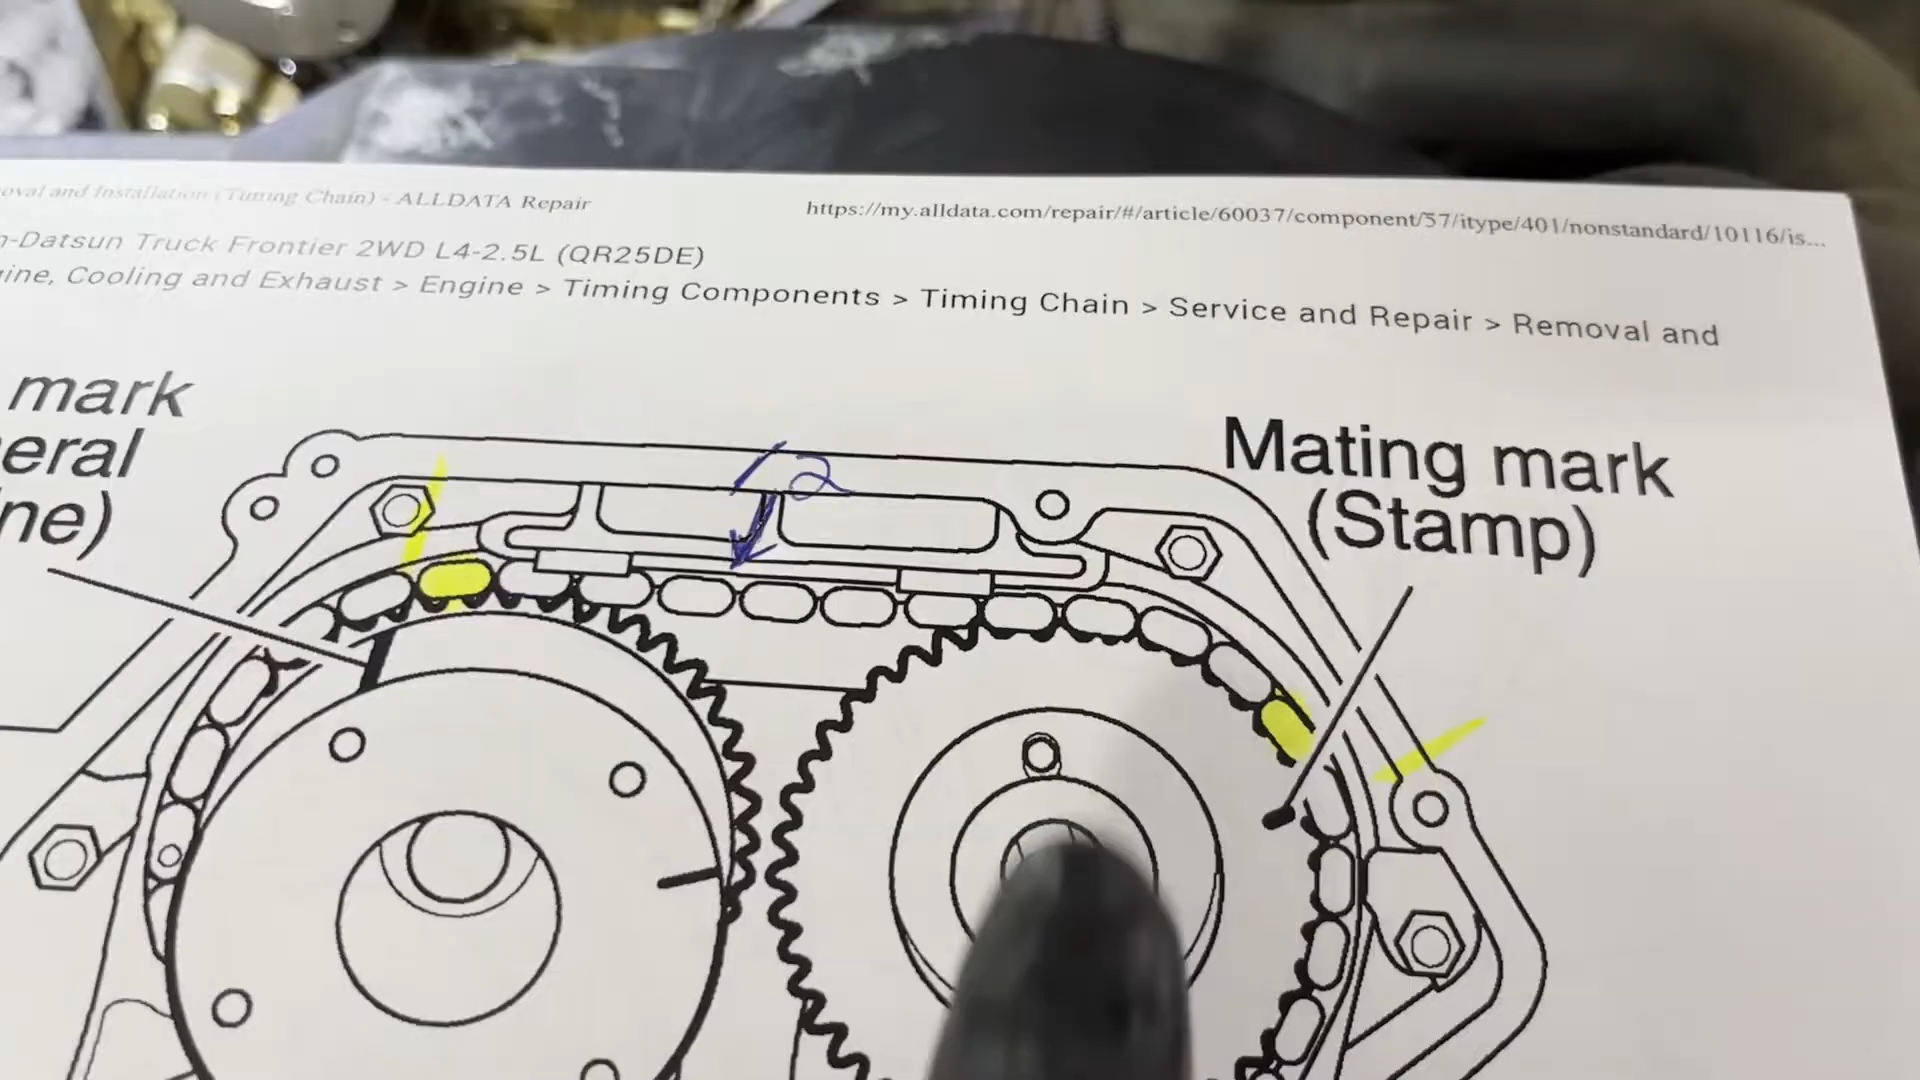 oval and Installation (Timing Chain) - ALLDATA Repair
https://my.alldata.com/repair/#/article/60037/component/57/itype/401/nonstandard/10116/is...
n-Datsun Truck Frontier 2WD L4-2.5L (QR25DE)
gine, Cooling and Exhaust > Engine > Timing Components > Timing Chain > Service and Repair > Removal and
mark
eral
ne)
12
Mating mark
(Stamp)